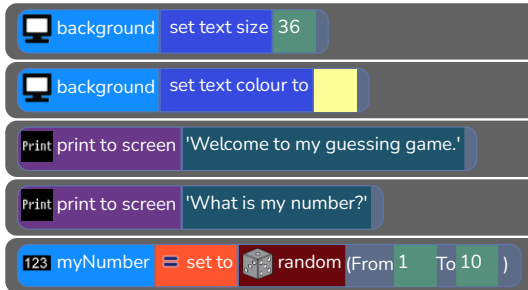 background set text size 36
background set text colour to
Print print to screen 'Welcome to my guessing game.'
Print print to screen 'What is my number?'
123 myNumber = set to random (From 1 To 10 )